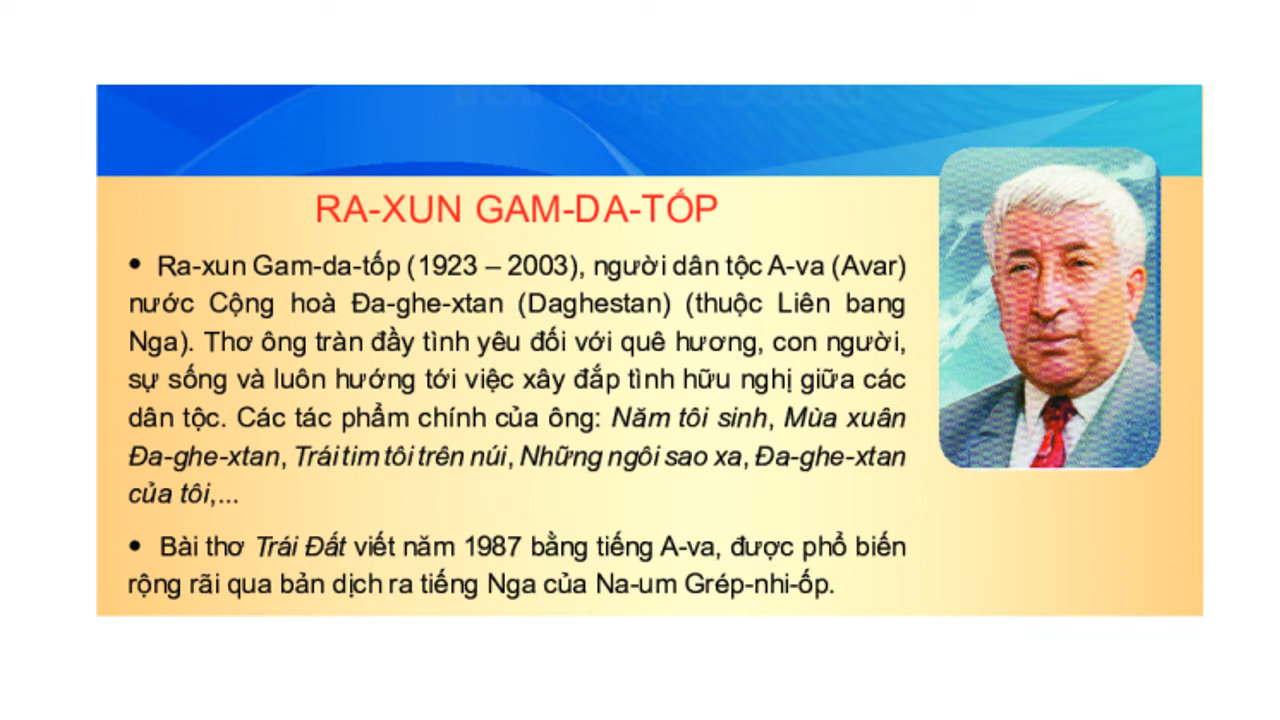 RA-XUN GAM-DA-TỐP
• Ra-xun Gam-da-tốp (1923 – 2003), người dân tộc A-va (Avar)
nước Cộng hoà Đa-ghe-xtan (Daghestan) (thuộc Liên bang
Nga). Thơ ông tràn đầy tình yêu đối với quê hương, con người,
sự sống và luôn hướng tới việc xây đắp tình hữu nghị giữa các
dân tộc. Các tác phẩm chính của ông: Năm tôi sinh, Mùa xuân
Đa-ghe-xtan, Trái tim tôi trên núi, Những ngôi sao xa, Đa-ghe-xtan
của tôi,...
• Bài thơ Trái Đất viết năm 1987 bằng tiếng A-va, được phổ biến
rộng rãi qua bản dịch ra tiếng Nga của Na-um Grép-nhi-ốp.